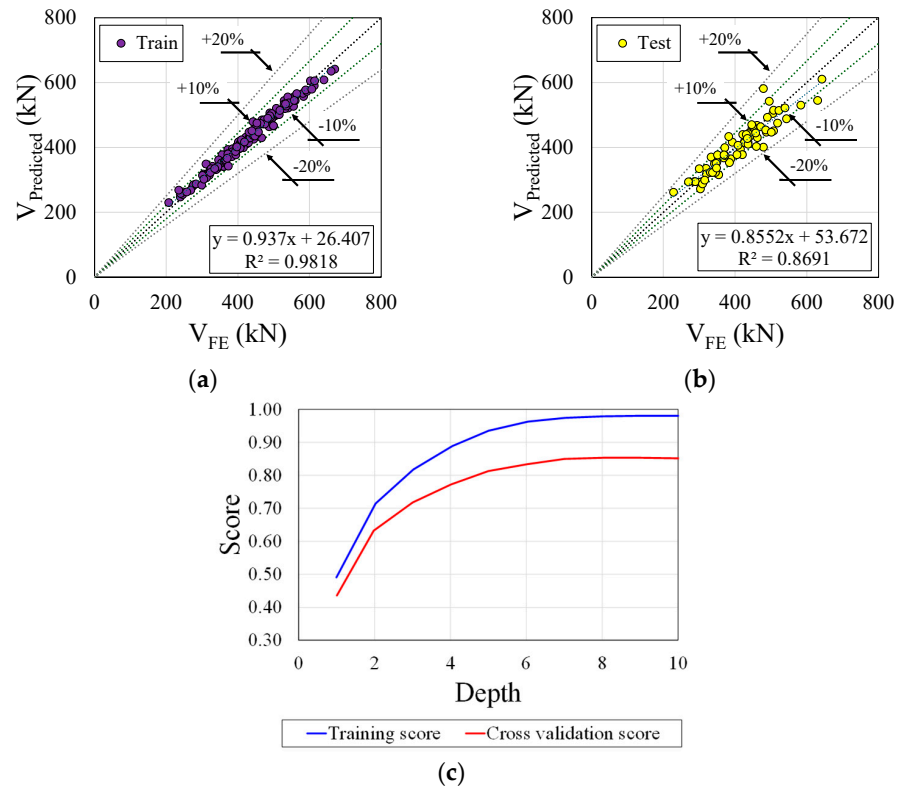 800
Train
+20%
600
+10%
400
-10%
200
-20%
0
V_Predicted (kN)
y = 0.937x + 26.407
R² = 0.9818
0 200 400 600 800
V_FE (kN)
(a)
800
Test
+20%
600
+10%
400
-10%
200
-20%
0
V_Predicted (kN)
y = 0.8552x + 53.672
R² = 0.8691
0 200 400 600 800
V_FE (kN)
(b)
1.00
0.90
0.80
0.70
0.60
0.50
0.40
0.30
Score
0 2 4 6 8 10
Depth
Training score Cross validation score
(c)